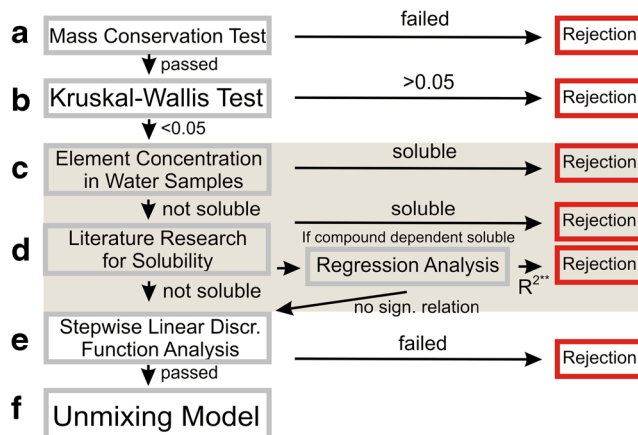 a
Mass Conservation Test
failed
Rejection
passed
b
Kruskal-Wallis Test
>0.05
Rejection
<0.05
c
Element Concentration
in Water Samples
soluble
Rejection
not soluble
soluble
Rejection
d
Literature Research
for Solubility
If compound dependent soluble
Regression Analysis
R2**
Rejection
not soluble
no sign. relation
e
Stepwise Linear Discr.
Function Analysis
failed
Rejection
passed
f
Unmixing Model